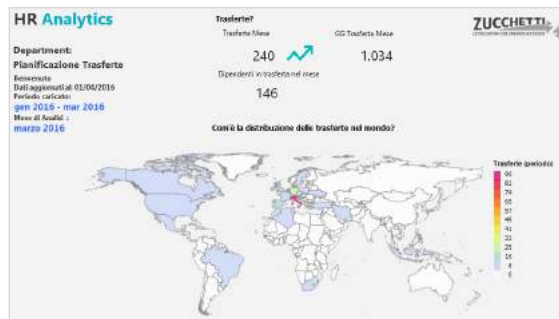 HR Analytics
Department:
Pianificazione Trasferte
Benvenuto
Dati aggiornati al: 01/04/2016
Periodo caricato:
gen 2016 - mar 2016
Mese di Analisi :
marzo 2016
Trasferte?
Trasferte Mese
GG Trasferta Mese
240
1.034
Dipendenti in trasferta nel mese
146
ZUCCHETTI
Com'è la distribuzione delle trasferte nel mondo?
Trasferte (periodo)